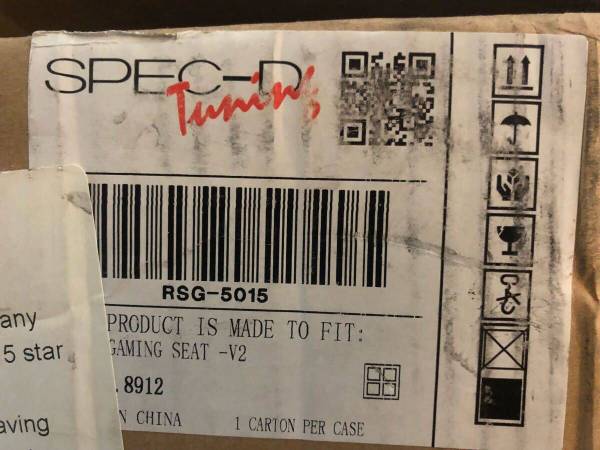 SPEC-D
Tuning
RSG-5015
PRODUCT IS MADE TO FIT:
GAMING SEAT -V2
.8912
N CHINA
1 CARTON PER CASE
any
5 star
aving